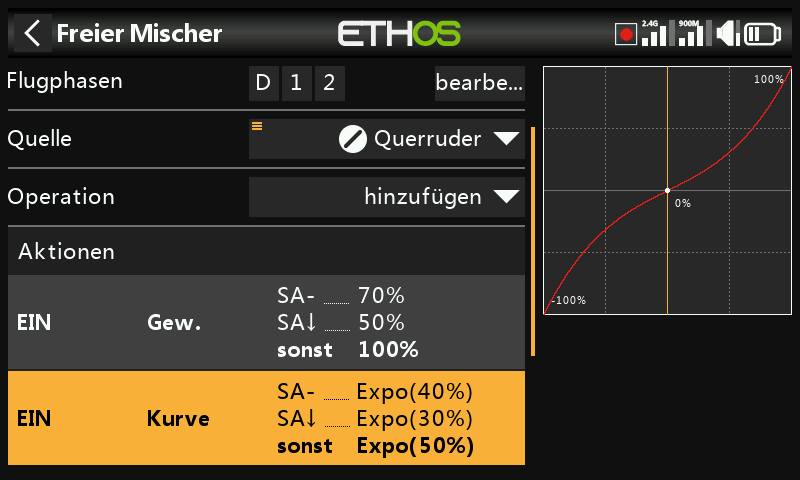 Freier Mischer
ETHOS
2.4G
900M
Flugphasen
D 1 2
bearbe...
Quelle
Querruder
Operation
hinzufügen
Aktionen
EIN
Gew.
SA- 70%
SA↓ 50%
sonst 100%
EIN
Kurve
SA- Expo(40%)
SA↓ Expo(30%)
sonst Expo(50%)
100%
0%
-100%